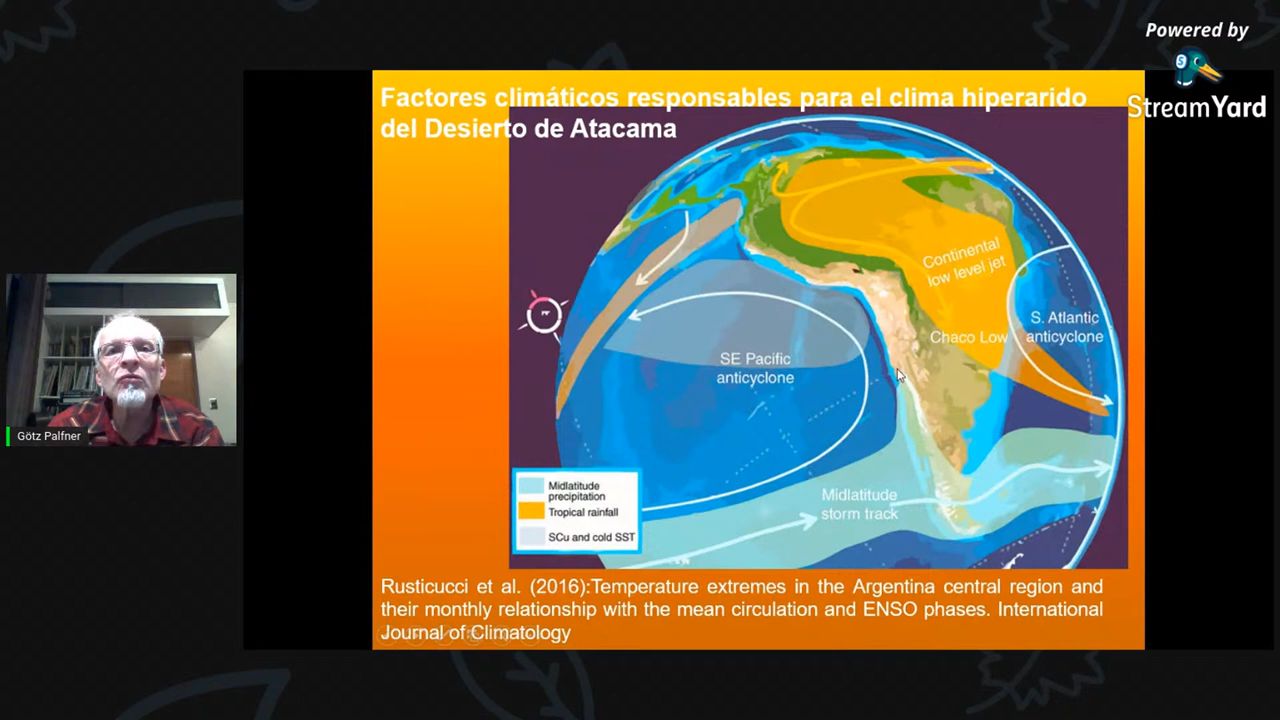 Powered by
StreamYard
Factores climáticos responsables para el clima hiperarido
del Desierto de Atacama
Continental
low level jet
Chaco Low
S. Atlantic
anticyclone
SE Pacific
anticyclone
Midlatitude
storm track
Midlatitude
precipitation
Tropical rainfall
SCu and cold SST
Götz Palfner
Rusticucci et al. (2016):Temperature extremes in the Argentina central region and
their monthly relationship with the mean circulation and ENSO phases. International
Journal of Climatology